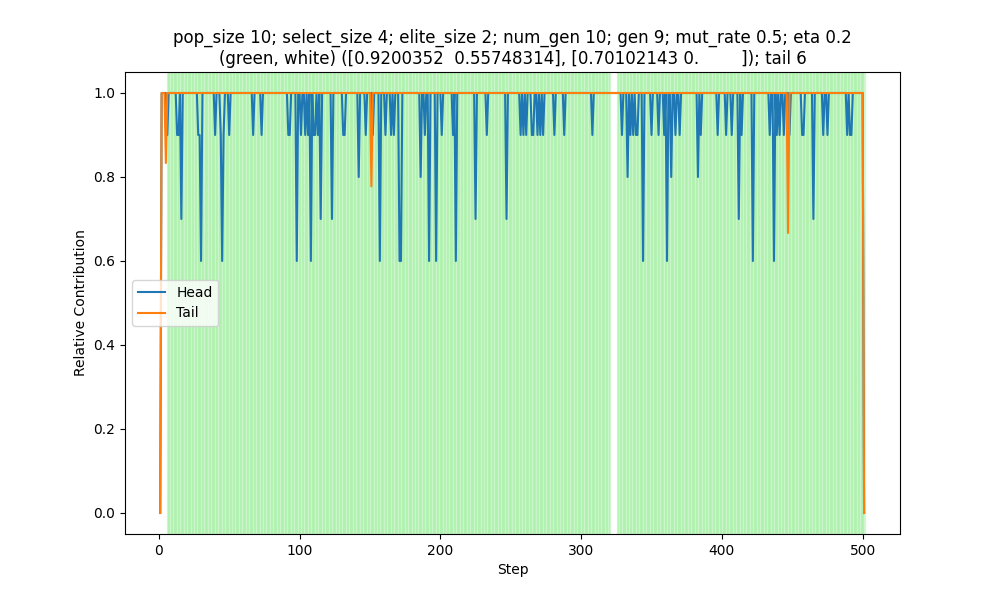 pop_size 10; select_size 4; elite_size 2; num_gen 10; gen 9; mut_rate 0.5; eta 0.2
(green, white) ([0.9200352  0.55748314], [0.70102143 0.        ]); tail 6
1.0
0.8
0.6
0.4
0.2
0.0
Relative Contribution
Head
Tail
0
100
200
300
400
500
Step